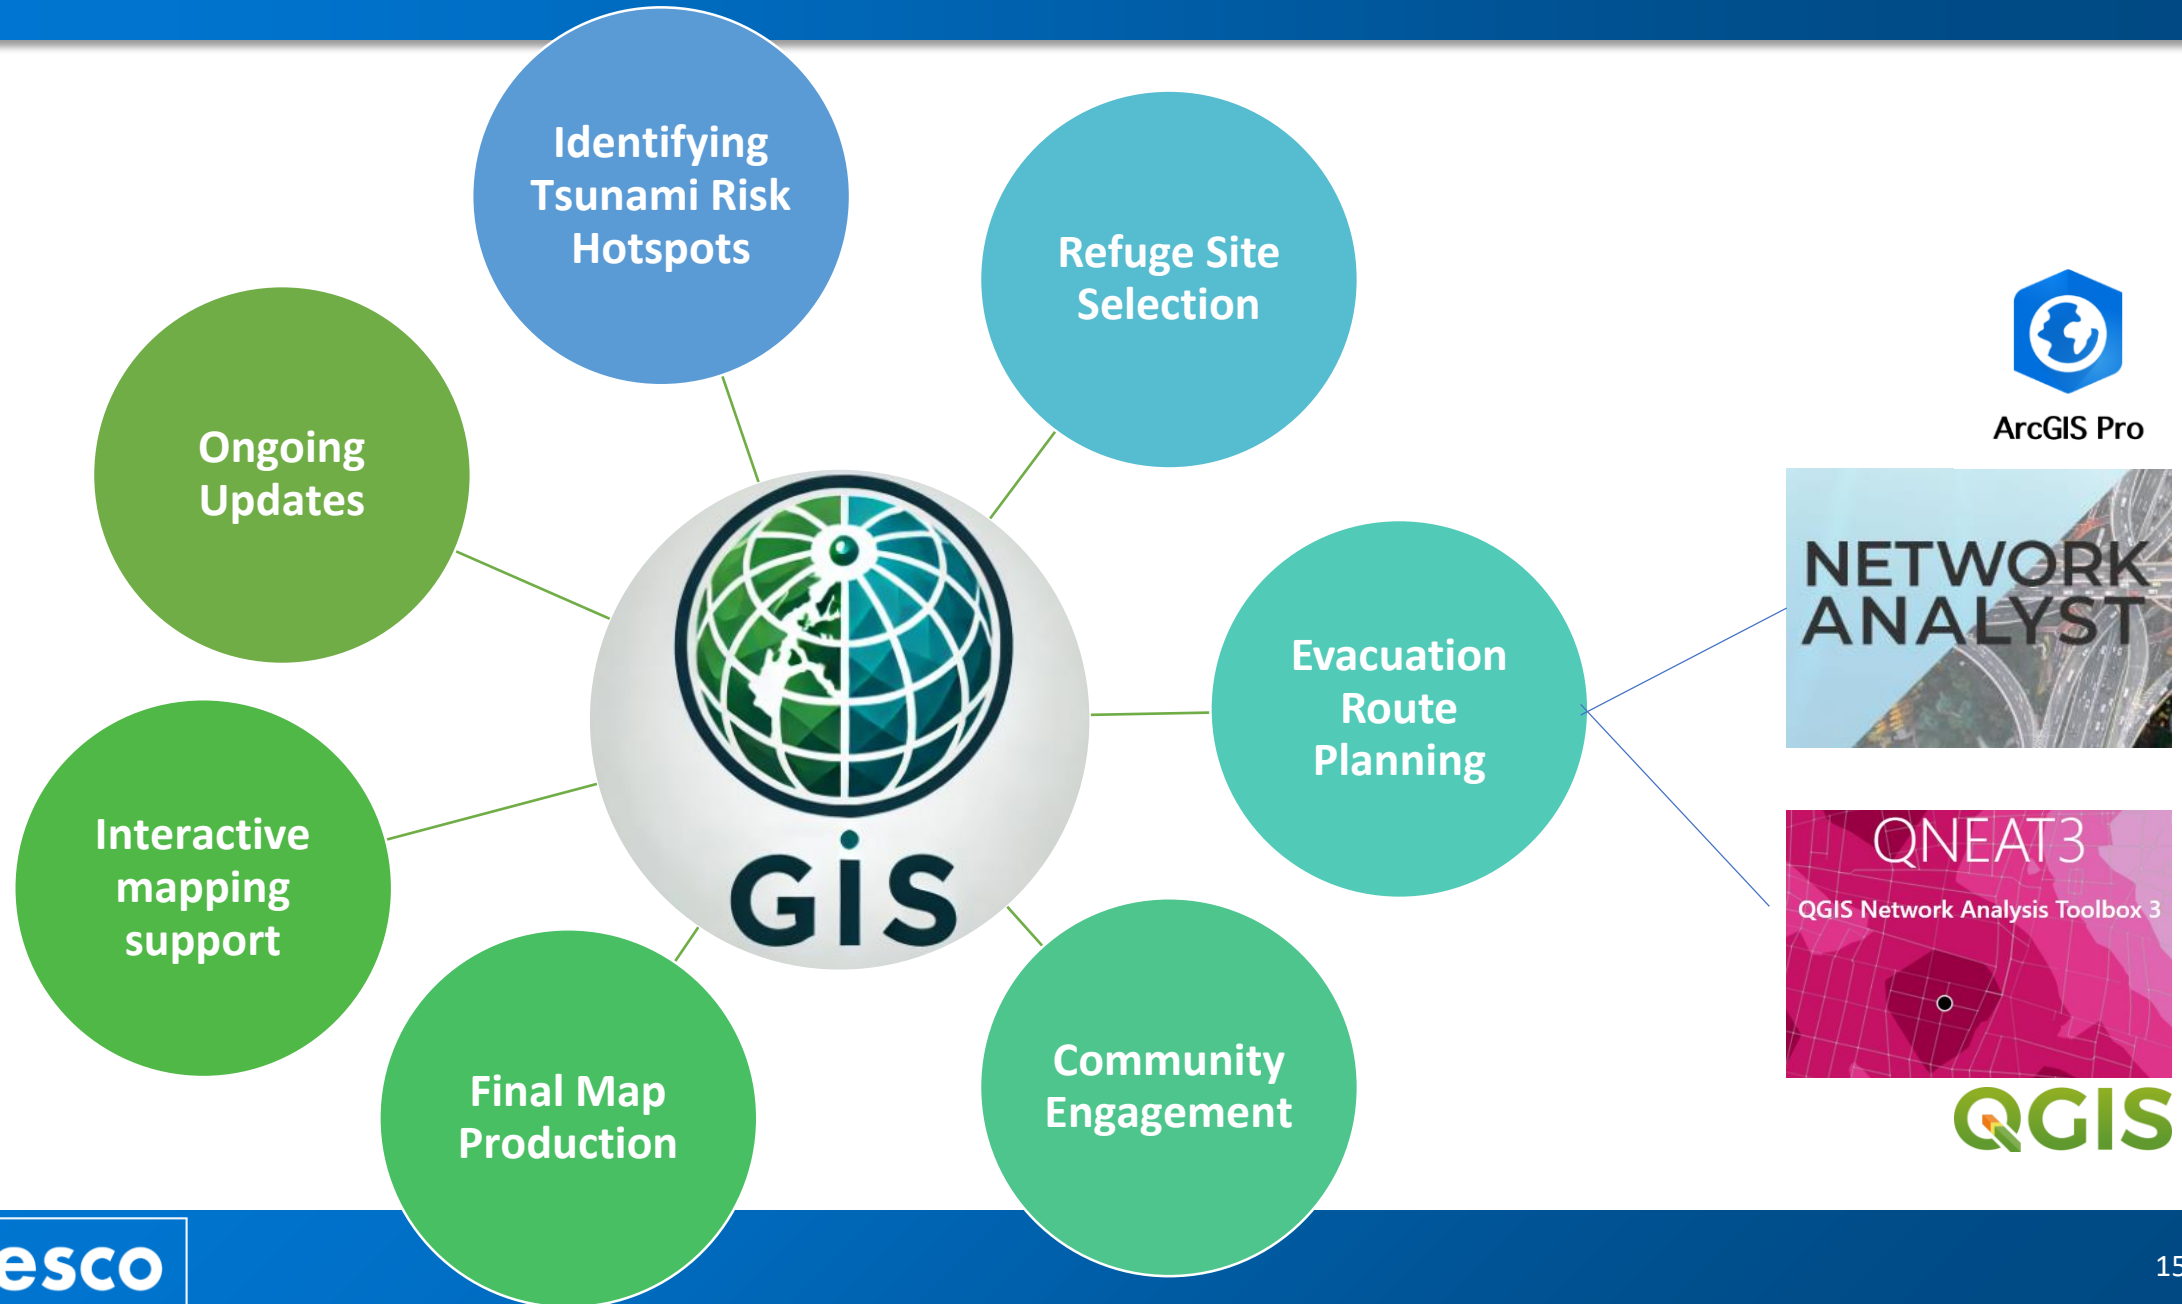 Identifying
Tsunami Risk
Hotspots
Refuge Site
Selection
Ongoing
Updates
ArcGIS Pro
NETWORK
ANALYST
Evacuation
Route
Planning
GIS
Interactive
mapping
support
QNEAT3
QGIS Network Analysis Toolbox 3
Final Map
Production
Community
Engagement
QGIS
esco
15